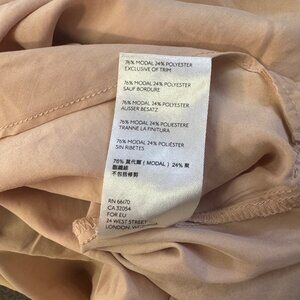 76% MODAL 24% POLYESTER
EXCLUSIVE OF TRIM
76% MODAL 24% POLYESTER
SAUF BORDURE
76% MODAL 24% POLYESTER
AUSSER BESATZ
76% MODAL 24% POLIESTERE
TRANNE LA FINITURA
76% MODAL 24% POLIÉSTER
SIN RIBETES
76% 莫代爾 ( MODAL ) 24% 聚
酯纖維
不包括修飾
RN 66170
CA 32054
FOR EU
24 WEST STREET
LONDON,